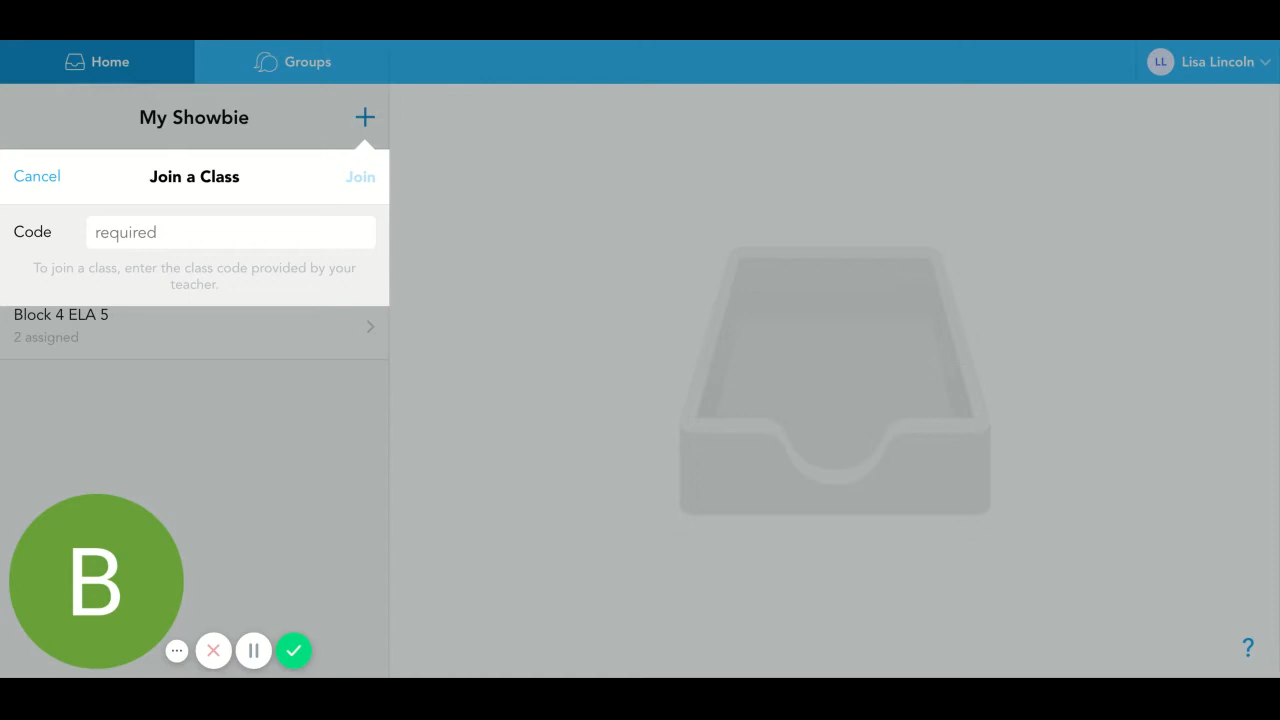 Home
Groups
LL
Lisa Lincoln
My Showbie
+
Cancel
Join a Class
Join
Code
required
To join a class, enter the class code provided by your
teacher.
Block 4 ELA 5
2 assigned
B
?